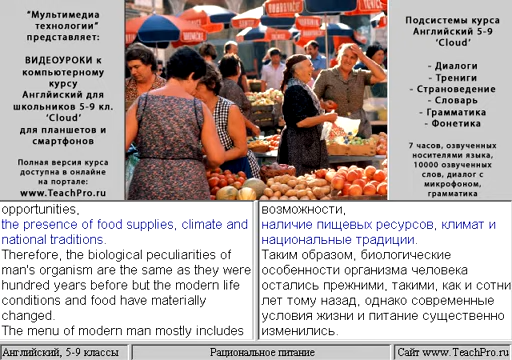 "Мультимедиа
технологии"
представляет:
ВИДЕОУРОКИ к
компьютерному
курсу
Английский для
школьников 5-9 кл.
'Cloud'
для планшетов и
смартфонов
Полная версия курса
доступна в онлайне
на портале:
www.TeachPro.ru
Подсистемы курса
Английский 5-9
'Cloud'
- Диалоги
- Тренинги
- Страноведение
- Словарь
- Грамматика
- Фонетика
7 часов, озвученных
носителями языка,
10000 озвученных
слов, диалог с
микрофоном,
грамматика
opportunities,
the presence of food supplies, climate and
national traditions.
Therefore, the biological peculiarities of
man's organism are the same as they were
hundred years before but the modern life
conditions and food have materially
changed.
The menu of modern man mostly includes
возможности,
наличие пищевых ресурсов, климат и
национальные традиции.
Таким образом, биологические
особенности организма человека
остались прежними, такими, как и сотни
лет тому назад, однако современные
условия жизни и питание существенно
изменились.
Английский, 5-9 классы
Рациональное питание
Сайт www.TeachPro.ru